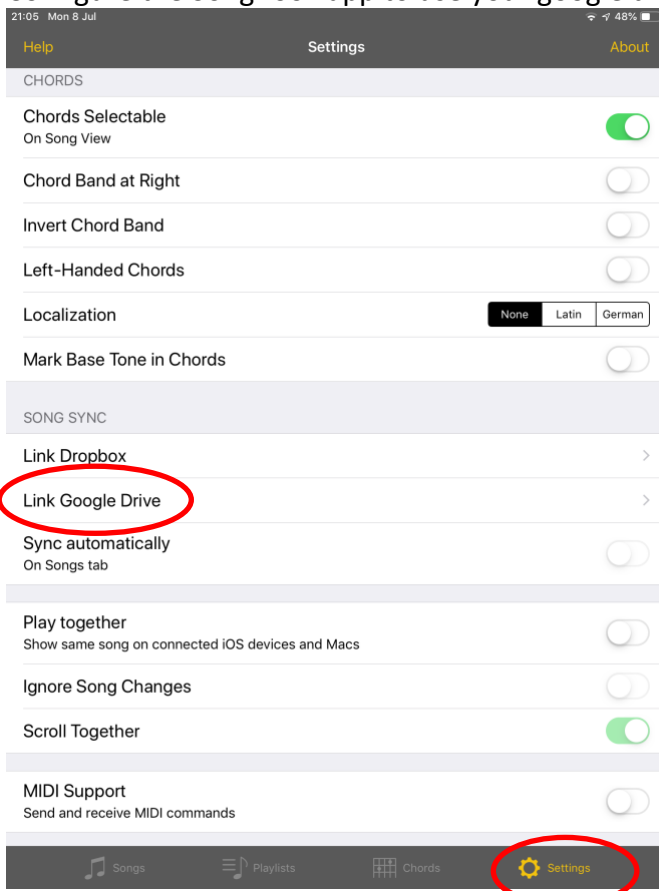 21:05 Mon 8 Jul 48%
Help Settings About
CHORDS
Chords Selectable
On Song View
Chord Band at Right
Invert Chord Band
Left-Handed Chords
Localization None Latin German
Mark Base Tone in Chords
SONG SYNC
Link Dropbox
Link Google Drive
Sync automatically
On Songs tab
Play together
Show same song on connected iOS devices and Macs
Ignore Song Changes
Scroll Together
MIDI Support
Send and receive MIDI commands
Songs Playlists Chords Settings